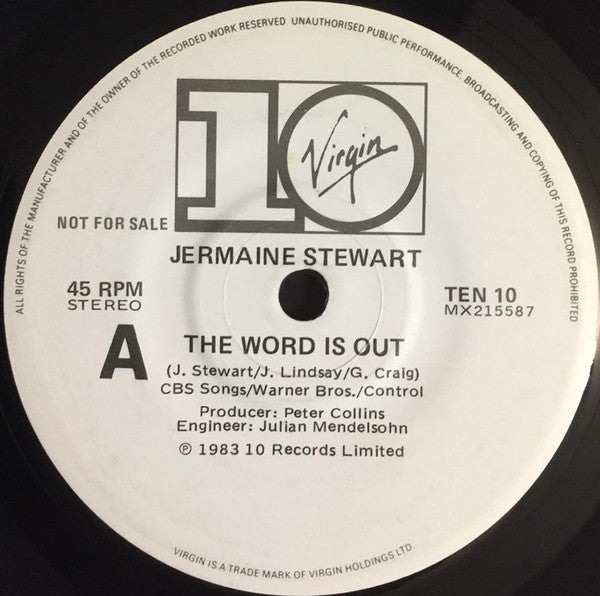 ALL RIGHTS OF THE MANUFACTURER AND OF THE OWNER OF THE RECORDED WORK RESERVED UNAUTHORISED PUBLIC PERFORMANCE, BROADCASTING AND COPYING OF THIS RECORD PROHIBITED
10 Virgin
NOT FOR SALE
JERMAINE STEWART
45 RPM TEN 10
STEREO MX215587
A THE WORD IS OUT
(J. Stewart/J. Lindsay/G. Craig)
CBS Songs/Warner Bros./Control
Producer: Peter Collins
Engineer: Julian Mendelsohn
℗ 1983 10 Records Limited
VIRGIN IS A TRADE MARK OF VIRGIN HOLDINGS LTD